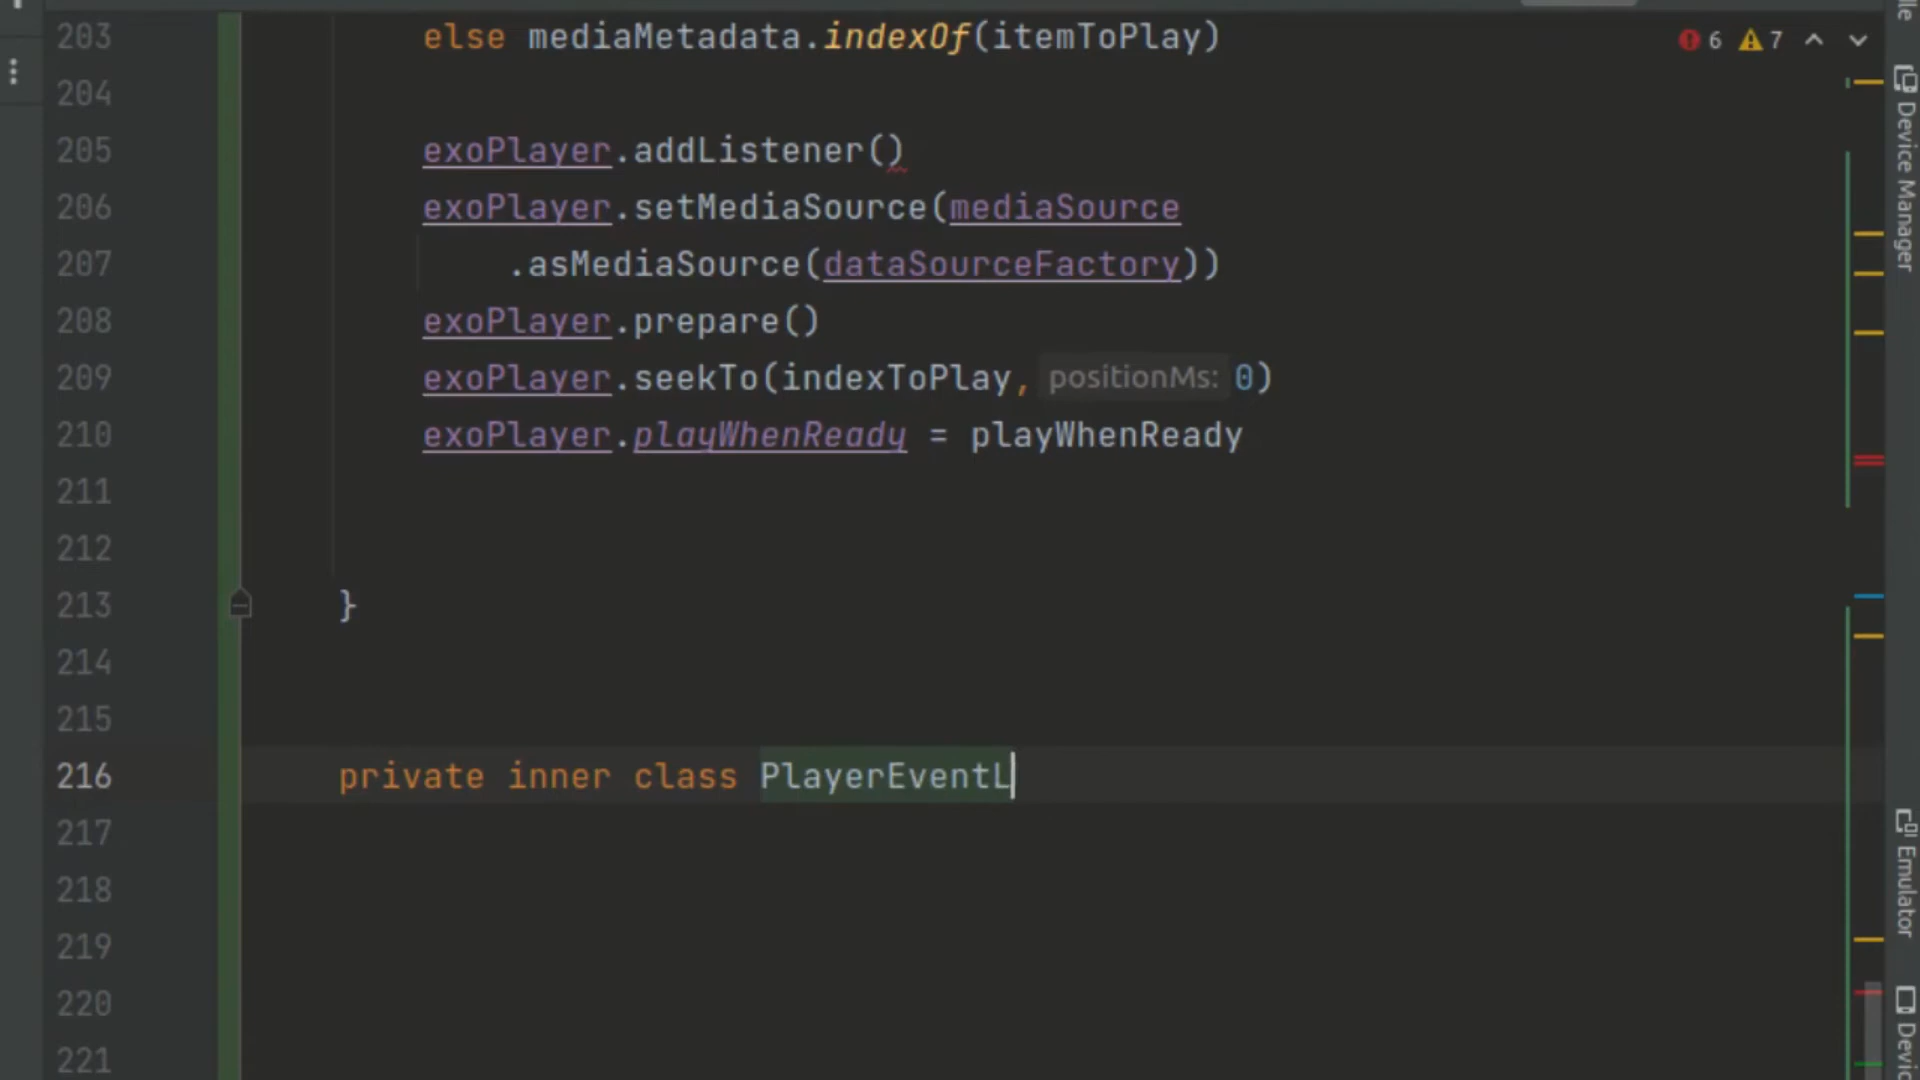 203 else mediaMetadata.indexOf(itemToPlay)
6 7
204
205 exoPlayer.addListener()
206 exoPlayer.setMediaSource(mediaSource
207 .asMediaSource(dataSourceFactory))
208 exoPlayer.prepare()
209 exoPlayer.seekTo(indexToPlay, positionMs: 0)
210 exoPlayer.playWhenReady = playWhenReady
211
212
213 }
214
215
216 private inner class PlayerEventL
217
218
219
220
221
Device Manager
Emulator